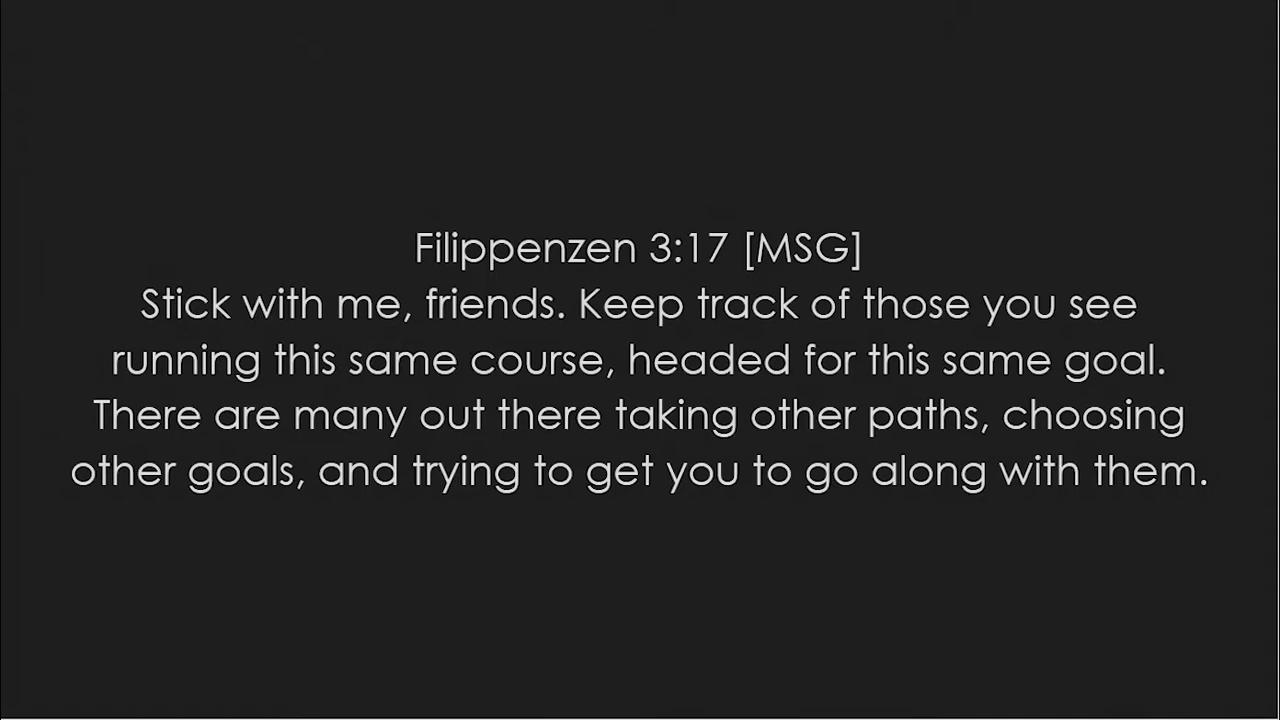 Filippenzen 3:17 [MSG]
Stick with me, friends. Keep track of those you see
running this same course, headed for this same goal.
There are many out there taking other paths, choosing
other goals, and trying to get you to go along with them.